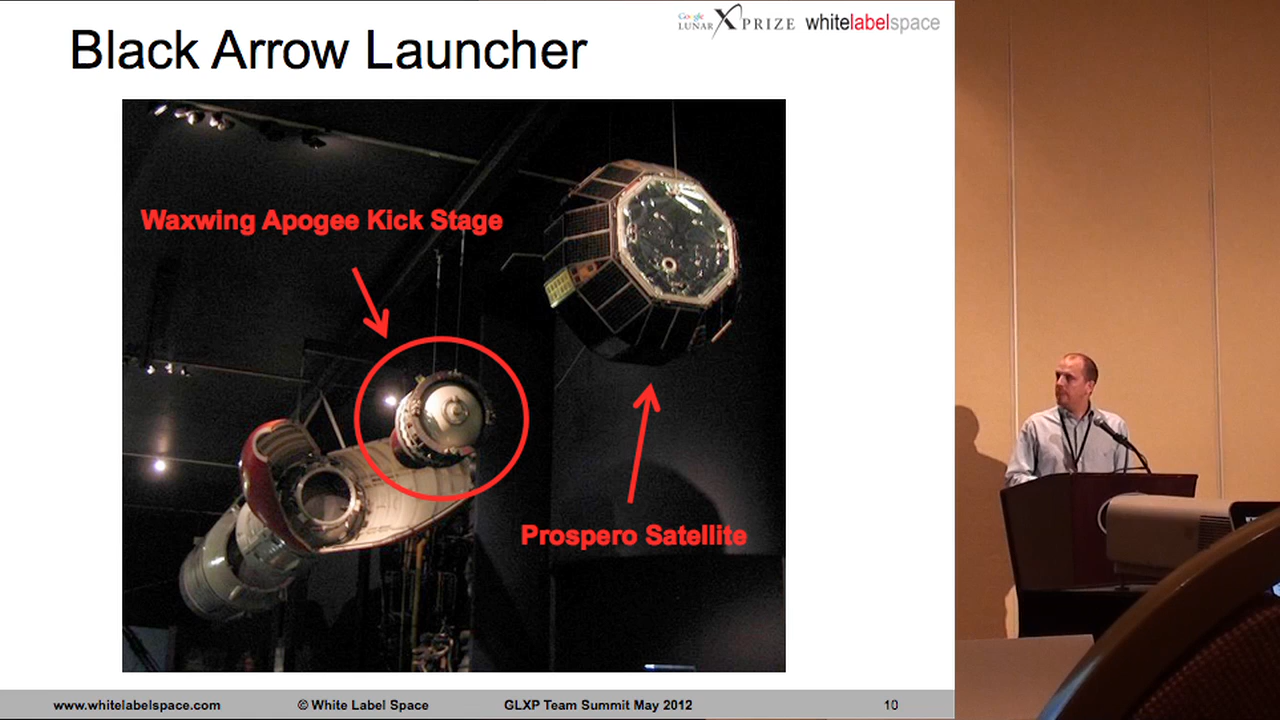 Google
LUNAR XPRIZE whitelabelspace
Black Arrow Launcher
Waxwing Apogee Kick Stage
Prospero Satellite
www.whitelabelspace.com © White Label Space GLXP Team Summit May 2012 10